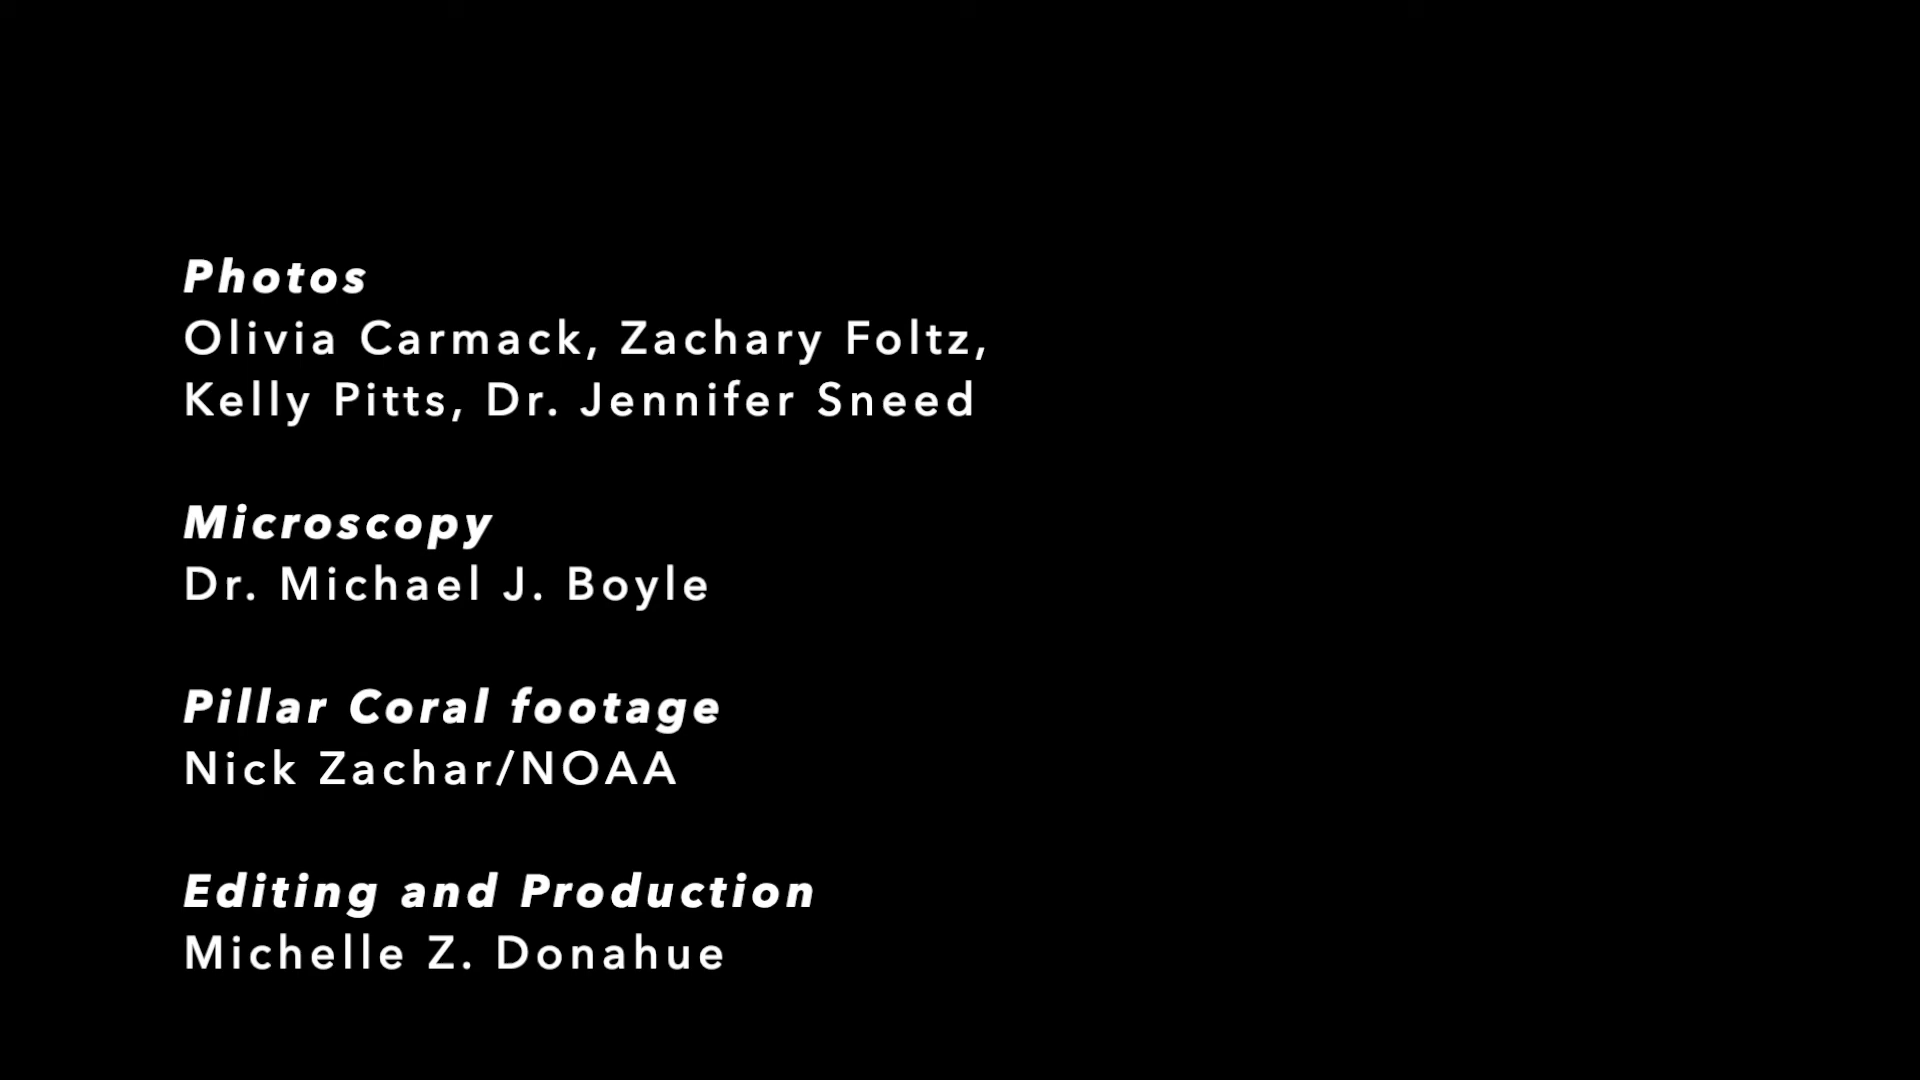 Photos
Olivia Carmack, Zachary Foltz,
Kelly Pitts, Dr. Jennifer Sneed
Microscopy
Dr. Michael J. Boyle
Pillar Coral footage
Nick Zachar/NOAA
Editing and Production
Michelle Z. Donahue